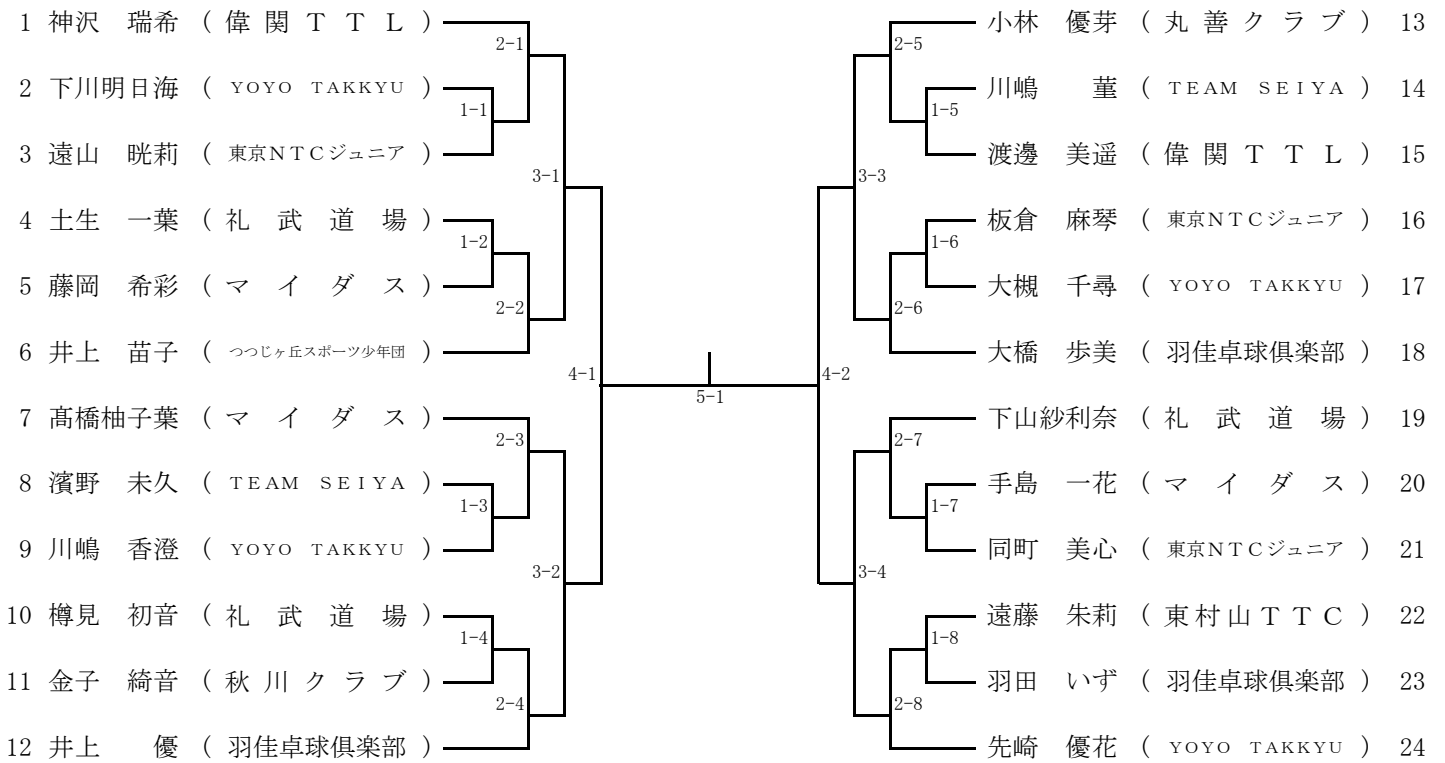 1 神沢　瑞希 （ 偉 関 Ｔ Ｔ Ｌ ）
2 下川明日海 （ YOYO TAKKYU ）
3 遠山　晄莉 （ 東京NTCジュニア ）
4 土生　一葉 （ 礼　武　道　場 ）
5 藤岡　希彩 （ マ　イ　ダ　ス ）
6 井上　苗子 （ つつじヶ丘スポーツ少年団 ）
7 髙橋柚子葉 （ マ　イ　ダ　ス ）
8 濱野　未久 （ TEAM SEIYA ）
9 川嶋　香澄 （ YOYO TAKKYU ）
10 樽見　初音 （ 礼　武　道　場 ）
11 金子　綺音 （ 秋 川 ク ラ ブ ）
12 井上　　優 （ 羽佳卓球倶楽部 ）
2-1
1-1
3-1
1-2
2-2
4-1
2-3
1-3
3-2
1-4
2-4
5-1
2-5
1-5
3-3
1-6
2-6
4-2
2-7
1-7
3-4
1-8
2-8
小林　優芽 （ 丸 善 ク ラ ブ ） 13
川嶋　　菫 （ TEAM SEIYA ） 14
渡邊　美遥 （ 偉 関 Ｔ Ｔ Ｌ ） 15
板倉　麻琴 （ 東京NTCジュニア ） 16
大槻　千尋 （ YOYO TAKKYU ） 17
大橋　歩美 （ 羽佳卓球倶楽部 ） 18
下山紗利奈 （ 礼　武　道　場 ） 19
手島　一花 （ マ　イ　ダ　ス ） 20
同町　美心 （ 東京NTCジュニア ） 21
遠藤　朱莉 （ 東村山ＴＴＣ ） 22
羽田　いず （ 羽佳卓球倶楽部 ） 23
先崎　優花 （ YOYO TAKKYU ） 24